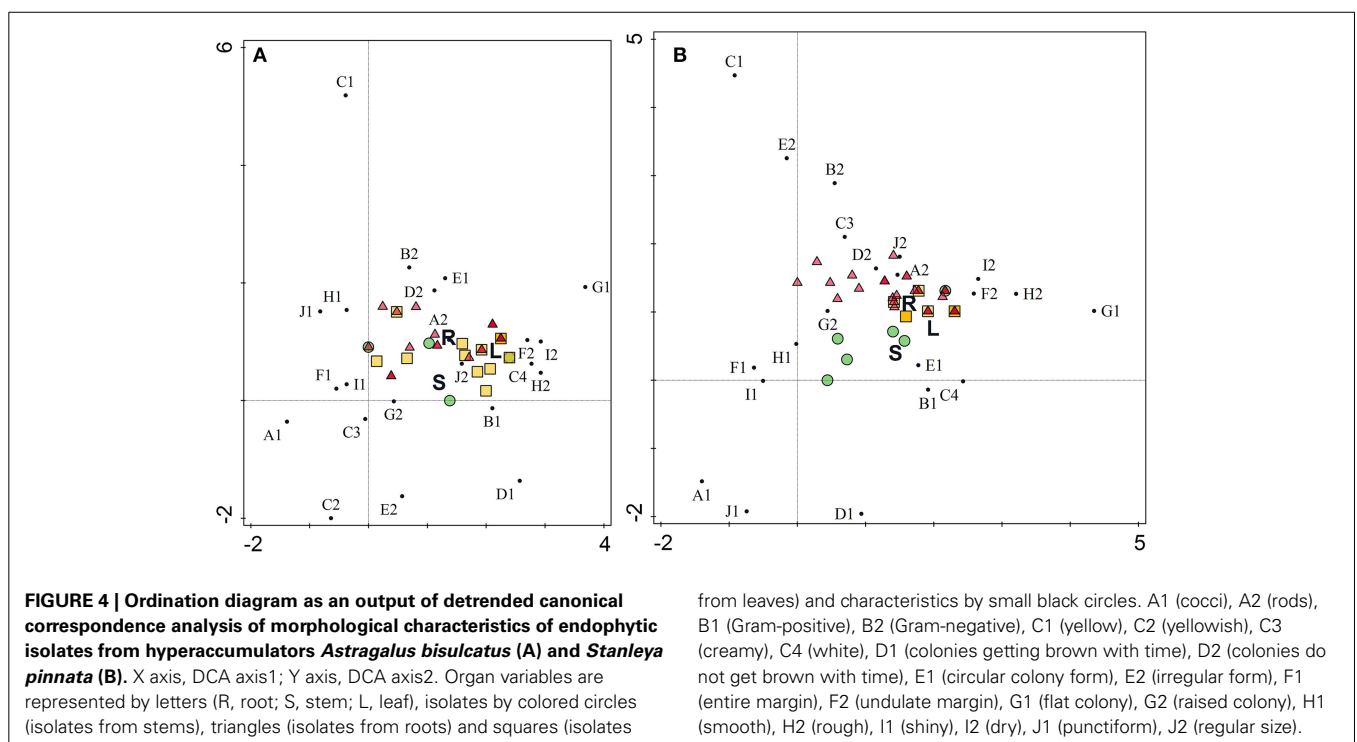 6
A
C1
B2
E1
D2
G1
H1
J1
A2
R
L
F2
I2
J2
C4
S
H2
F1
I1
G2
B1
A1
C3
D1
E2
C2
-2
-2
4
5
B
C1
E2
B2
C3
J2
D2
A2
I2
R
F2
H2
G1
G2
L
H1
S
F1
E1
I1
B1
C4
A1
J1
D1
-2
-2
5
FIGURE 4 | Ordination diagram as an output of detrended canonical
correspondence analysis of morphological characteristics of endophytic
isolates from hyperaccumulators Astragalus bisulcatus (A) and Stanleya
pinnata (B). X axis, DCA axis1; Y axis, DCA axis2. Organ variables are
represented by letters (R, root; S, stem; L, leaf), isolates by colored circles
(isolates from stems), triangles (isolates from roots) and squares (isolates
from leaves) and characteristics by small black circles. A1 (cocci), A2 (rods),
B1 (Gram-positive), B2 (Gram-negative), C1 (yellow), C2 (yellowish), C3
(creamy), C4 (white), D1 (colonies getting brown with time), D2 (colonies do
not get brown with time), E1 (circular colony form), E2 (irregular form), F1
(entire margin), F2 (undulate margin), G1 (flat colony), G2 (raised colony), H1
(smooth), H2 (rough), I1 (shiny), I2 (dry), J1 (punctiform), J2 (regular size).